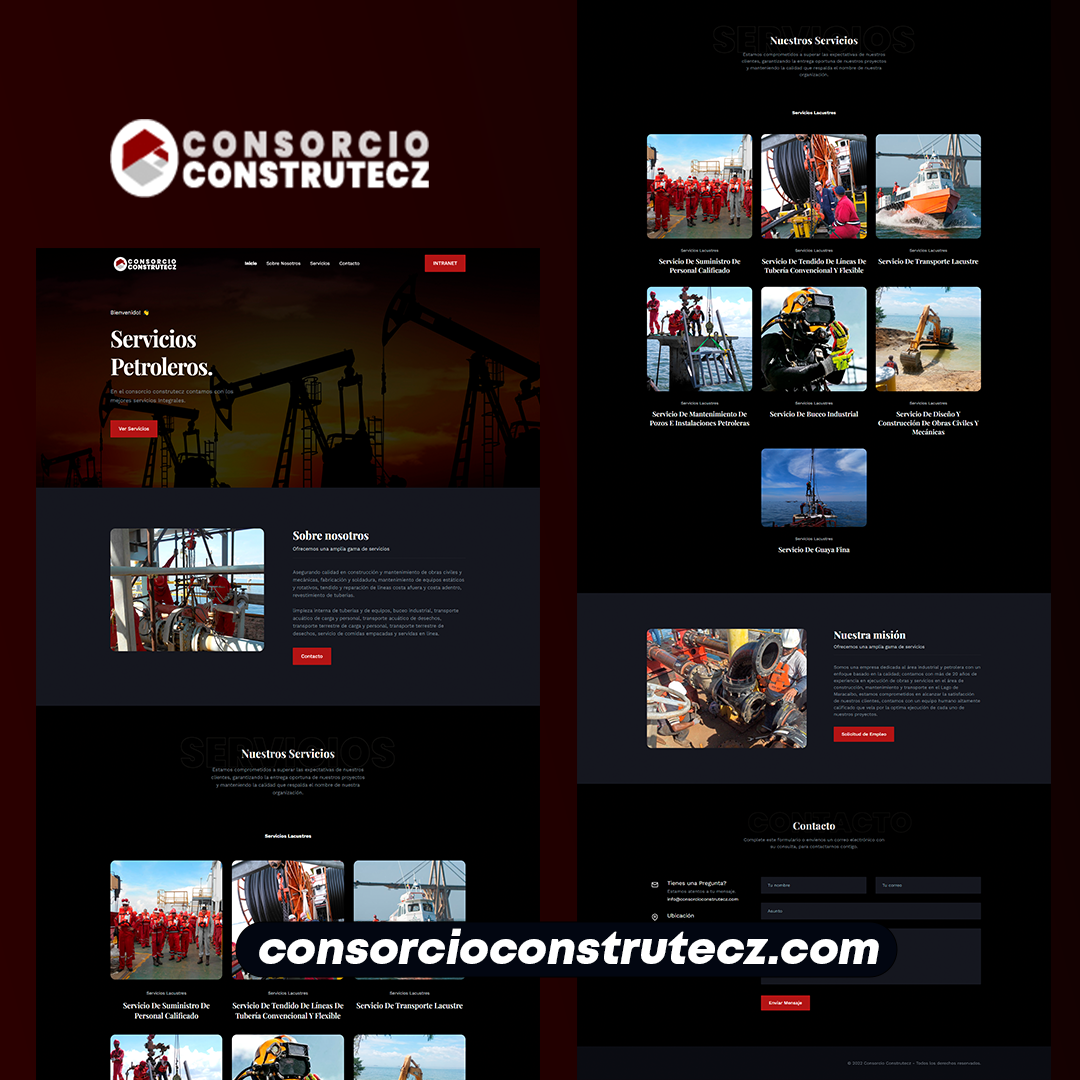 CONSORCIO
CONSTRUTECZ
CONSORCIO
CONSTRUTECZ
Inicio Sobre Nosotros Servicios Contacto
INTRANET
Bienvenido! 👋
Servicios
Petroleros.
En el consorcio construtecz contamos con los
mejores servicios integrales.
Ver Servicios
Sobre nosotros
Ofrecemos una amplia gama de servicios
Asegurando calidad en construcción y mantenimiento de obras civiles y
mecánicas, fabricación y soldadura, mantenimiento de equipos estáticos
y rotativos, tendido y reparación de líneas costa afuera y costa adentro,
revestimiento de tuberías.
limpieza interna de tuberías y de equipos, buceo industrial, transporte
acuático de carga y personal, transporte acuático de desechos,
transporte terrestre de carga y personal, transporte terrestre de
desechos, servicio de comidas empacadas y servidas en línea.
Contacto
SERVICIOS
Nuestros Servicios
Estamos comprometidos a superar las expectativas de nuestros
clientes, garantizando la entrega oportuna de nuestros proyectos
y manteniendo la calidad que respalda el nombre de nuestra
organización.
Servicios Lacustres
Servicios Lacustres
Servicio De Suministro De
Personal Calificado
Servicios Lacustres
Servicio De Tendido De Líneas De
Tubería Convencional Y Flexible
Servicios Lacustres
Servicio De Transporte Lacustre
SERVICIOS
Nuestros Servicios
Estamos comprometidos a superar las expectativas de nuestros
clientes, garantizando la entrega oportuna de nuestros proyectos
y manteniendo la calidad que respalda el nombre de nuestra
organización.
Servicios Lacustres
Servicios Lacustres
Servicio De Suministro De
Personal Calificado
Servicios Lacustres
Servicio De Tendido De Líneas De
Tubería Convencional Y Flexible
Servicios Lacustres
Servicio De Transporte Lacustre
Servicios Lacustres
Servicio De Mantenimiento De
Pozos E Instalaciones Petroleras
Servicios Lacustres
Servicio De Buceo Industrial
Servicios Lacustres
Servicio De Diseño Y
Construcción De Obras Civiles Y
Mecánicas
Servicios Lacustres
Servicio De Guaya Fina
Nuestra misión
Ofrecemos una amplia gama de servicios
Somos una empresa dedicada al área industrial y petrolera con un
enfoque basado en la calidad; contamos con más de 20 años de
experiencia en ejecución de obras y servicios en el área de
construcción, mantenimiento y transporte en el Lago de
Maracaibo, estamos comprometidos en alcanzar la satisfacción
de nuestros clientes, contamos con un equipo humano altamente
calificado que vela por la optima ejecución de cada uno de
nuestros proyectos.
Solicitud de Empleo
CONTACTO
Contacto
Complete este formulario o envíenos un correo electrónico con
su consulta, para contactarnos contigo.
Tienes una Pregunta?
Estamos atentos a tu mensaje.
info@consorcioconstrutecz.com
Ubicación
Tu nombre
Tu correo
Asunto
Enviar Mensaje
consorcioconstrutecz.com
© 2022 Consorcio Construtecz - Todos los derechos reservados.